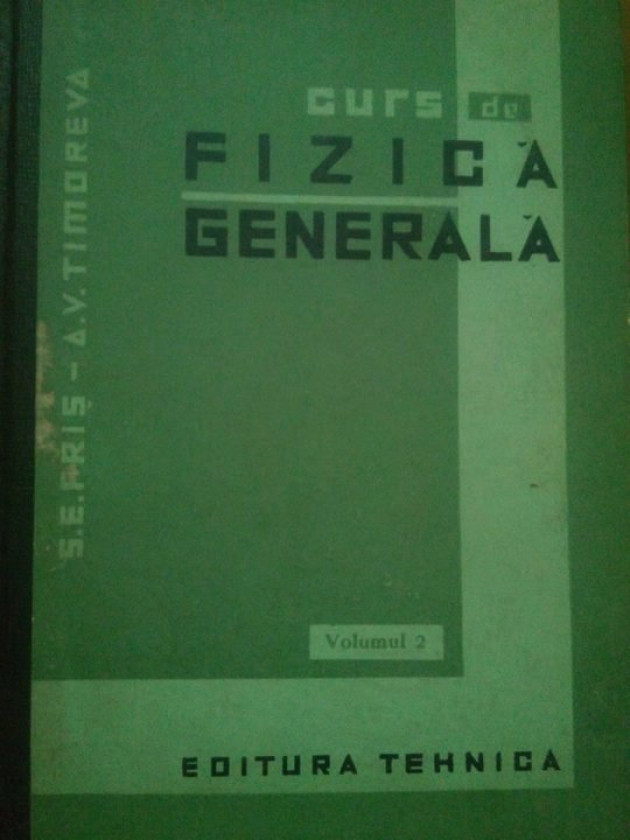 curs de
FIZICĂ
GENERALĂ
S.E.FRIȘ - A.V.TIMOREVA
Volumul 2
EDITURA TEHNICA